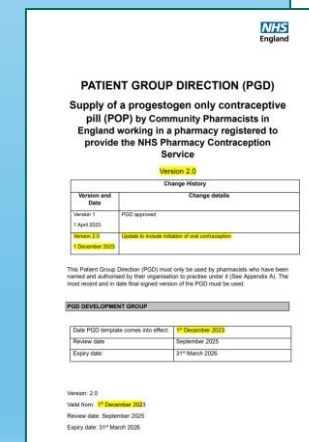 NHS
England
PATIENT GROUP DIRECTION (PGD)
Supply of a progestogen only contraceptive
pill (POP) by Community Pharmacists in
England working in a pharmacy registered to
provide the NHS Pharmacy Contraception
Service
Version 2.0
Change History
Version and Date Change details
Version 1 PGD approved
1 April 2023
Version 2.0 Update to include initiation of oral contraception
1 December 2023
This Patient Group Direction (PGD) must only be used by pharmacists who have been
named and authorised by their organisation to practise under it (See Appendix A). The
most recent and in date final signed version of the PGD must be used.
PGD DEVELOPMENT GROUP
Date PGD template comes into effect: 1st December 2023
Review date September 2025
Expiry date: 31st March 2026
Version: 2.0
Valid from: 1st December 2023
Review date: September 2025
Expiry date: 31st March 2026